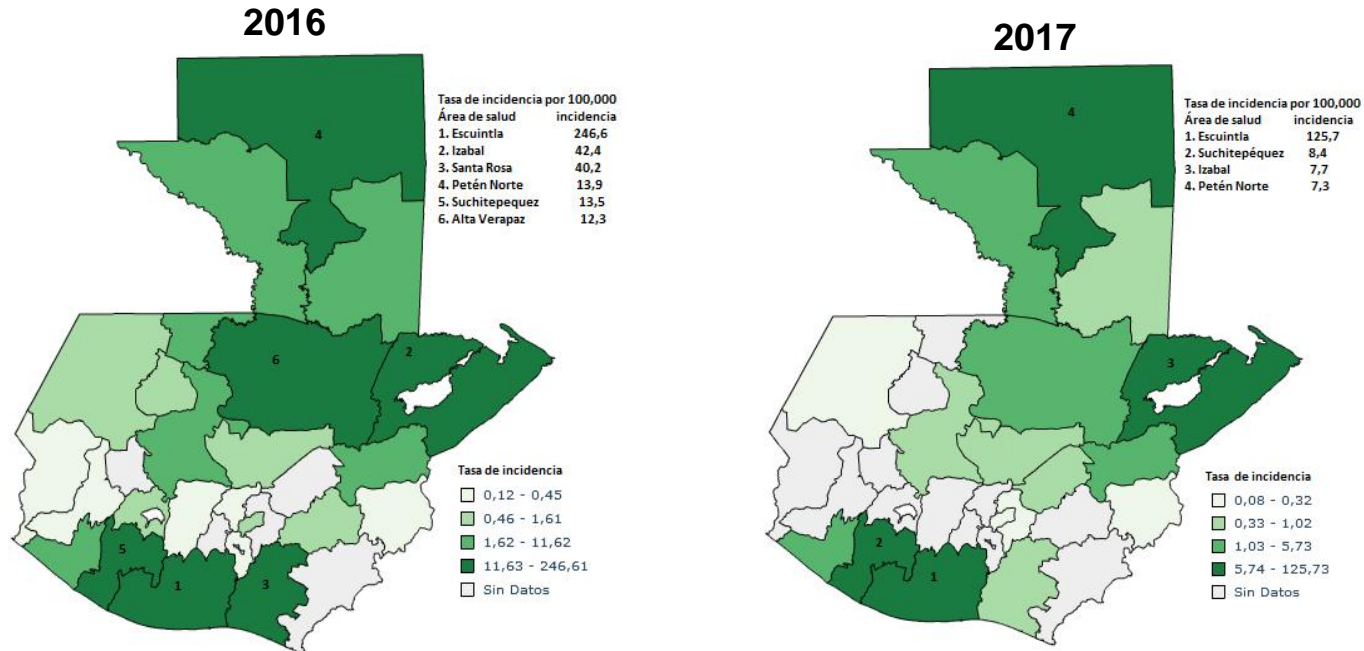 2016
Tasa de incidencia por 100,000
Área de salud incidencia
1. Escuintla 246,6
2. Izabal 42,4
3. Santa Rosa 40,2
4. Petén Norte 13,9
5. Suchitepequez 13,5
6. Alta Verapaz 12,3
4
6
2
5
1
3
Tasa de incidencia
0,12 - 0,45
0,46 - 1,61
1,62 - 11,62
11,63 - 246,61
Sin Datos
2017
Tasa de incidencia por 100,000
Área de salud incidencia
1. Escuintla 125,7
2. Suchitepéquez 8,4
3. Izabal 7,7
4. Petén Norte 7,3
4
3
2
1
Tasa de incidencia
0,08 - 0,32
0,33 - 1,02
1,03 - 5,73
5,74 - 125,73
Sin Datos